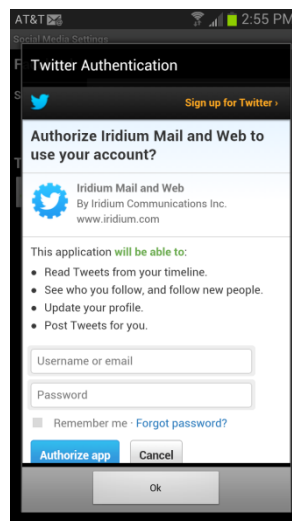 AT&T
2:55 PM
Social Media Settings
Twitter Authentication
Sign up for Twitter ›
Authorize Iridium Mail and Web to
use your account?
Iridium Mail and Web
By Iridium Communications Inc.
www.iridium.com
This application will be able to:
• Read Tweets from your timeline.
• See who you follow, and follow new people.
• Update your profile.
• Post Tweets for you.
Username or email
Password
Remember me · Forgot password?
Authorize app
Cancel
Ok